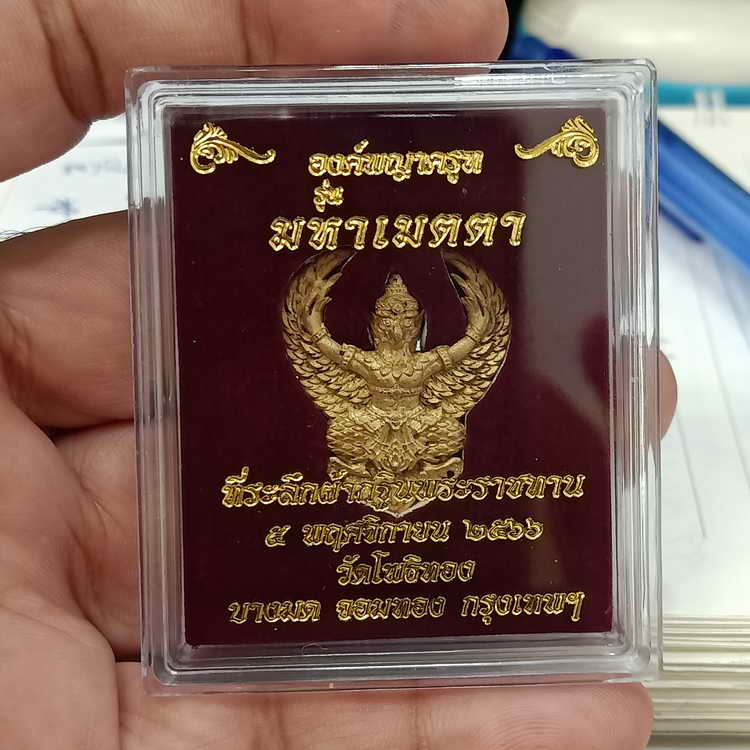 องค์พญาครุฑ
รุ่น
มหาเมตตา
ที่ระลึกผ้ากฐินพระราชทาน
๕ พฤศจิกายน ๒๕๖๖
วัดโพธิทอง
บางมด จอมทอง กรุงเทพฯ